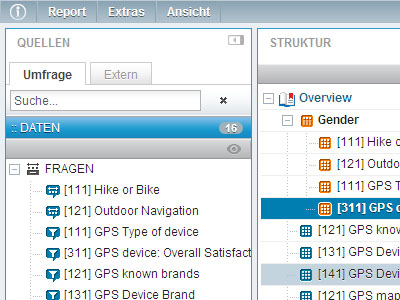 Report Extras Ansicht
QUELLEN
Umfrage Extern
Suche...
:: DATEN 16
FRAGEN
[111] Hike or Bike
[121] Outdoor Navigation
[111] GPS Type of device
[311] GPS device: Overall Satisfact
[121] GPS known brands
[131] GPS Device Brand
STRUKTUR
Overview
Gender
[111] Hike o
[121] Outdo
[111] GPS T
[311] GPS
[121] GPS know
[131] GPS Devi
[141] GPS Devi
[121] GPS map